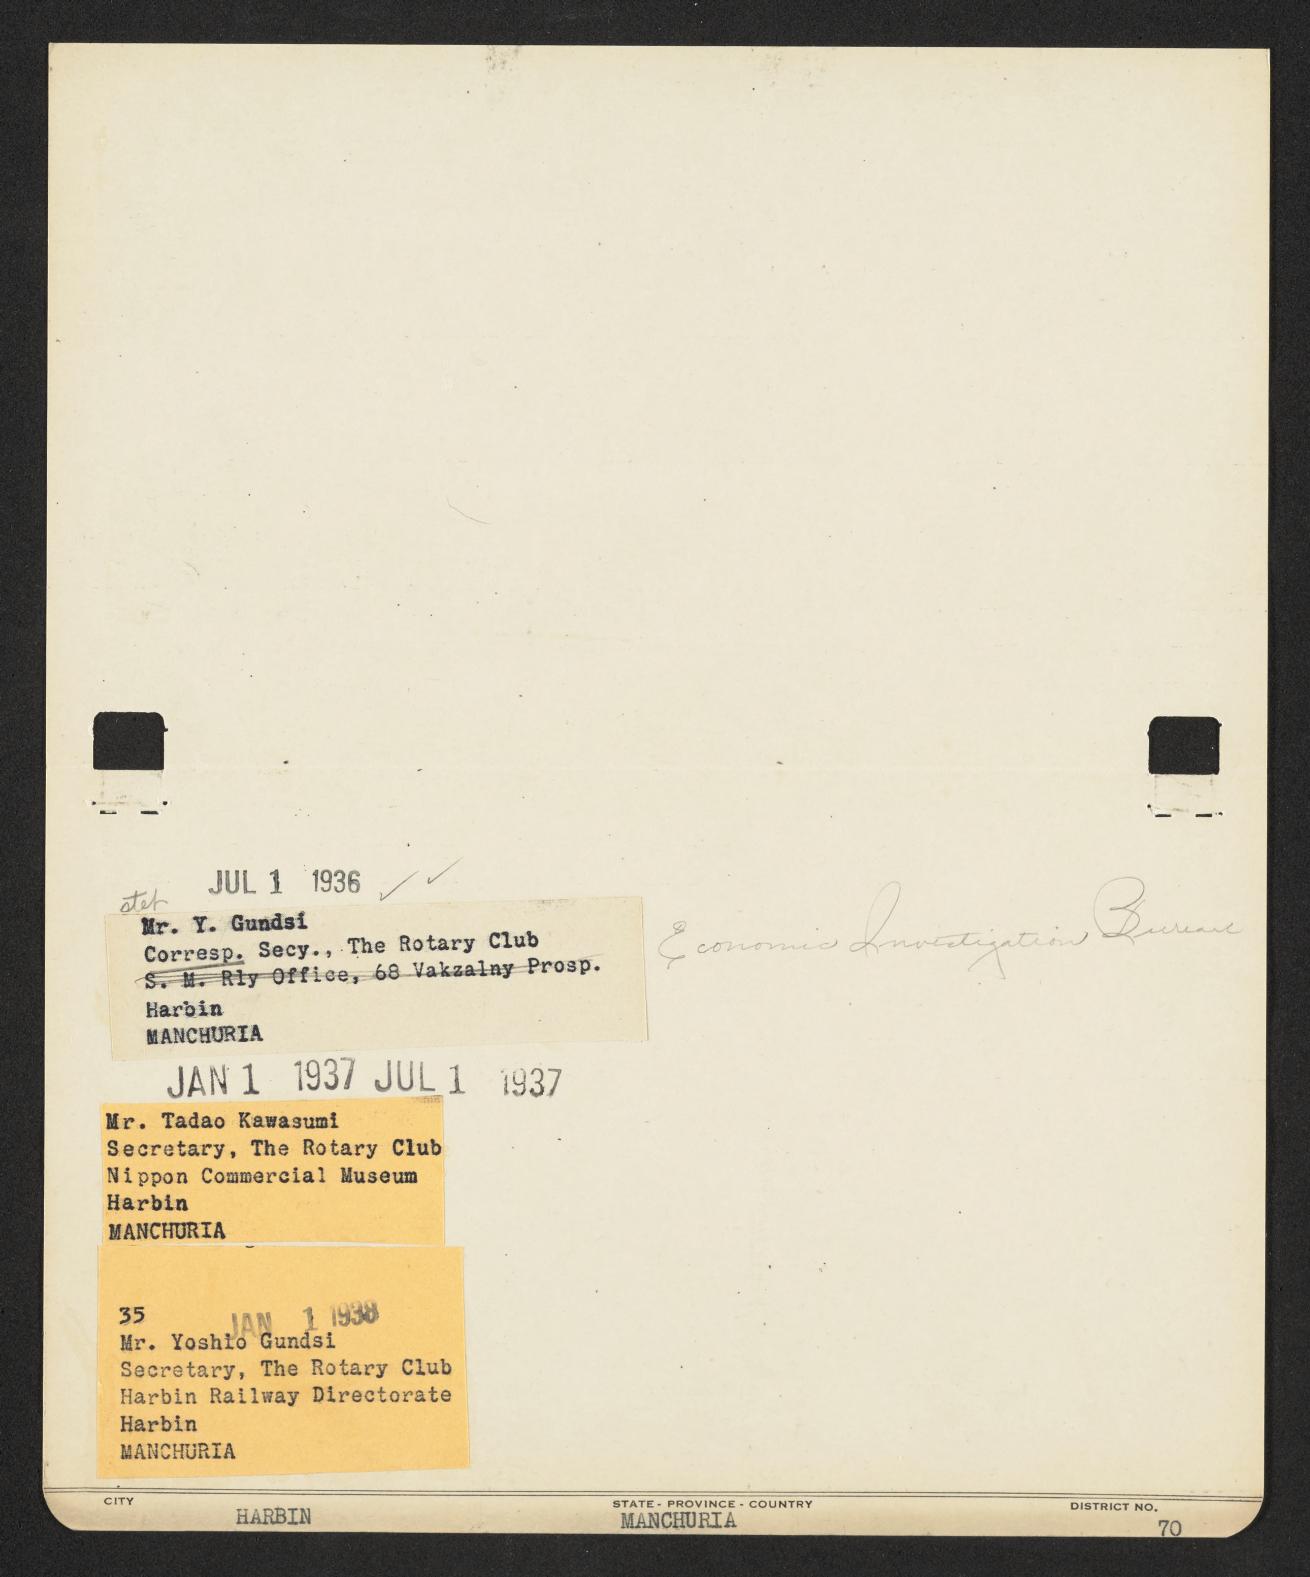 JUL 1 1936
stet
Mr. Y. Gundsi
Corresp. Secy., The Rotary Club
S. M. Rly Office, 68 Vakzalny Prosp.
Harbin
MANCHURIA
Economic Investigation Bureau
JAN 1 1937 JUL 1 1937
Mr. Tadao Kawasumi
Secretary, The Rotary Club
Nippon Commercial Museum
Harbin
MANCHURIA
35 JAN 1 1938
Mr. Yoshio Gundsi
Secretary, The Rotary Club
Harbin Railway Directorate
Harbin
MANCHURIA
CITY STATE - PROVINCE - COUNTRY DISTRICT NO.
HARBIN MANCHURIA 70